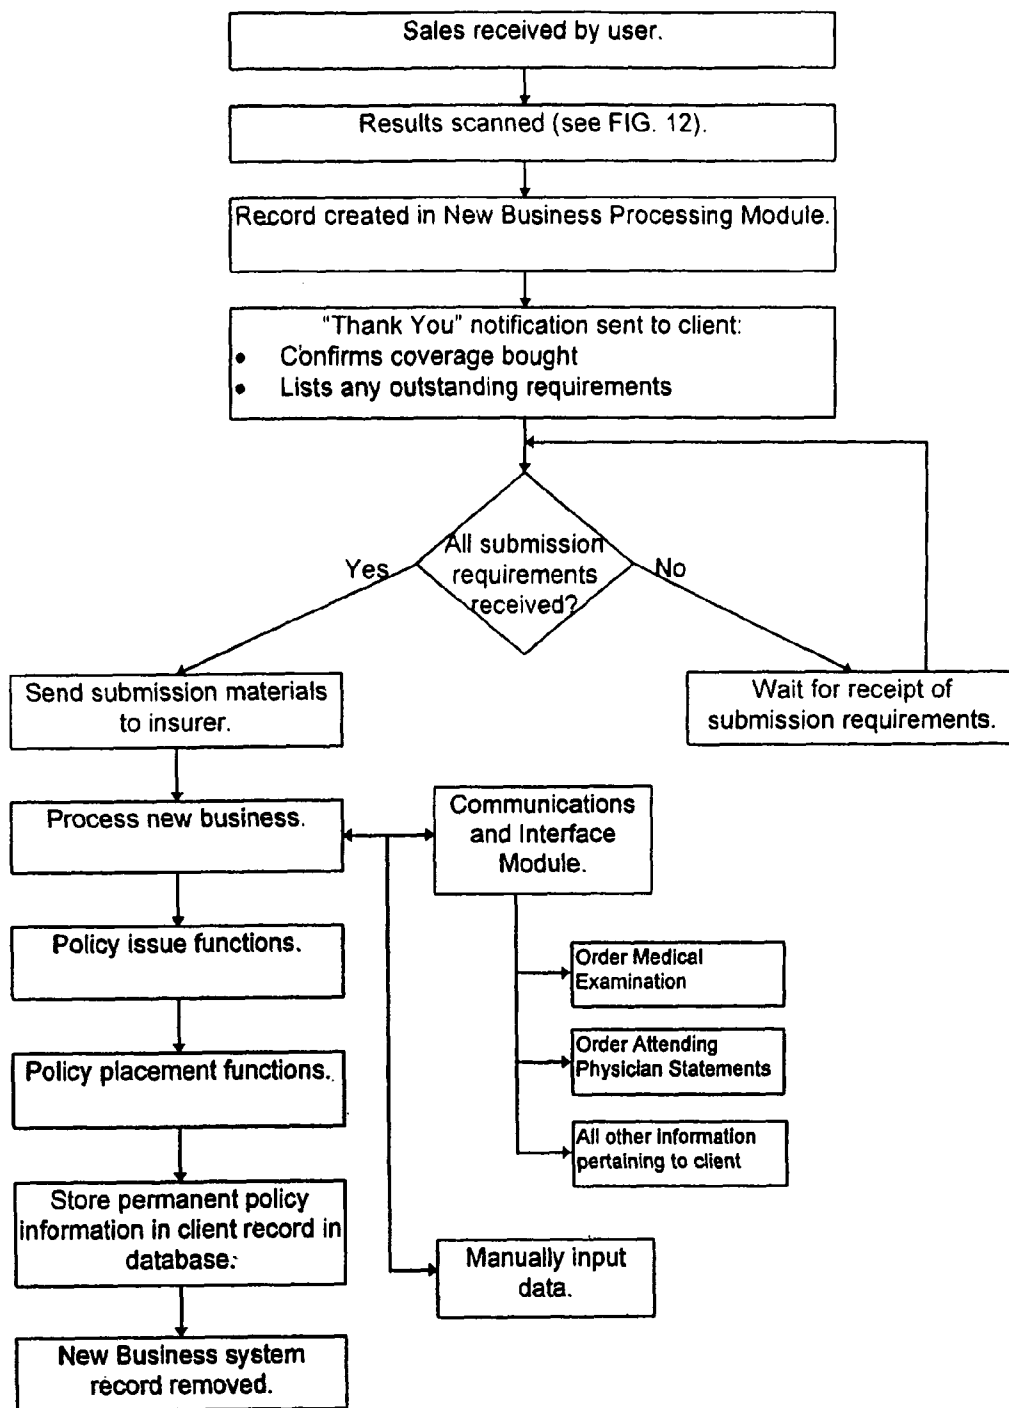 Sales received by user.
Results scanned (see FIG. 12).
Record created in New Business Processing Module.
“Thank You” notification sent to client:
• Confirms coverage bought
• Lists any outstanding requirements
All submission
requirements
received?
Yes
No
Send submission materials
to insurer.
Wait for receipt of
submission requirements.
Process new business.
Communications
and Interface
Module.
Policy issue functions.
Order Medical
Examination
Order Attending
Physician Statements
Policy placement functions.
All other information
pertaining to client
Store permanent policy
information in client record in
database.
Manually input
data.
New Business system
record removed.